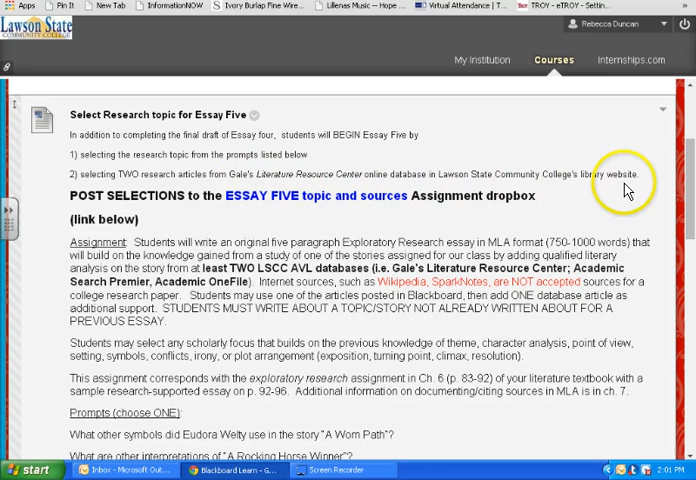 Apps
Pin It
New Tab
InformationNOW
Ivory Burlap Fine Wire...
Lillenas Music -- Hope ...
Virtual Attendance | T...
TROY - eTROY - Settin...
Lawson State
COMMUNITY COLLEGE
Rebecca Duncan
My Institution
Courses
Internships.com
Select Research topic for Essay Five
In addition to completing the final draft of Essay four, students will BEGIN Essay Five by
1) selecting the research topic from the prompts listed below
2) selecting TWO research articles from Gale's Literature Resource Center online database in Lawson State Community College's library website.
POST SELECTIONS to the ESSAY FIVE topic and sources Assignment dropbox
(link below)
Assignment: Students will write an original five paragraph Exploratory Research essay in MLA format (750-1000 words) that
will build on the knowledge gained from a study of one of the stories assigned for our class by adding qualified literary
analysis on the story from at least TWO LSCC AVL databases (i.e. Gale's Literature Resource Center; Academic
Search Premier, Academic OneFile). Internet sources, such as Wikipedia, SparkNotes, are NOT accepted sources for a
college research paper. Students may use one of the articles posted in Blackboard, then add ONE database article as
additional support. STUDENTS MUST WRITE ABOUT A TOPIC/STORY NOT ALREADY WRITTEN ABOUT FOR A
PREVIOUS ESSAY.
Students may select any scholarly focus that builds on the previous knowledge of theme, character analysis, point of view,
setting, symbols, conflicts, irony, or plot arrangement (exposition, turning point, climax, resolution).
This assignment corresponds with the exploratory research assignment in Ch. 6 (p. 83-92) of your literature textbook with a
sample research-supported essay on p. 92-96. Additional information on documenting/citing sources in MLA is in ch. 7.
Prompts (choose ONE):
What other symbols did Eudora Welty use in the story "A Worn Path"?
What are other interpretations of "A Rocking Horse Winner"?
start
Inbox - Microsoft Out...
Blackboard Learn - G...
Screen Recorder
2:01 PM